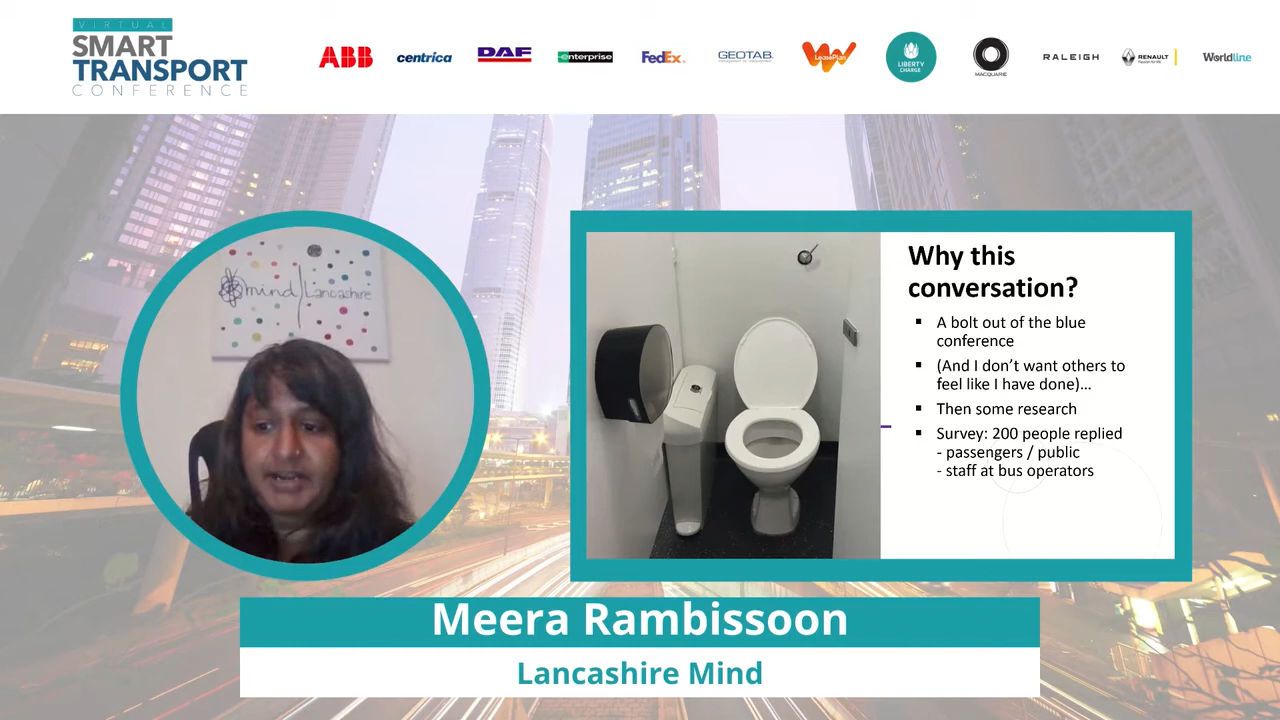 VIRTUAL
SMART
TRANSPORT
CONFERENCE
ABB
centrica
DAF
enterprise
FedEx
GEOTAB
LeasePlan
LIBERTY
CHARGE
MACQUARIE
RALEIGH
RENAULT
Worldline
mind Lancashire
Why this
conversation?
▪ A bolt out of the blue
conference
▪ (And I don’t want others to
feel like I have done)...
▪ Then some research
▪ Survey: 200 people replied
- passengers / public
- staff at bus operators
Meera Rambissoon
Lancashire Mind